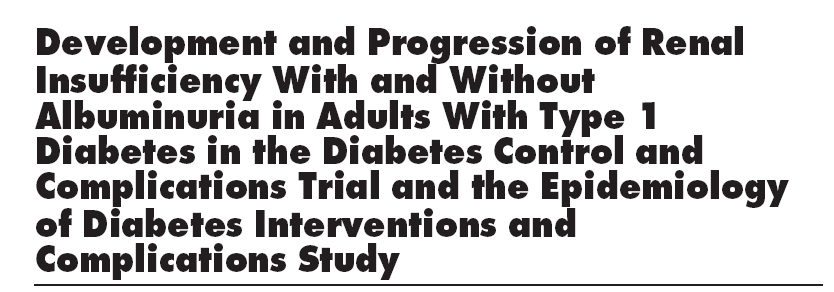 Development and Progression of Renal
Insufficiency With and Without
Albuminuria in Adults With Type 1
Diabetes in the Diabetes Control and
Complications Trial and the Epidemiology
of Diabetes Interventions and
Complications Study